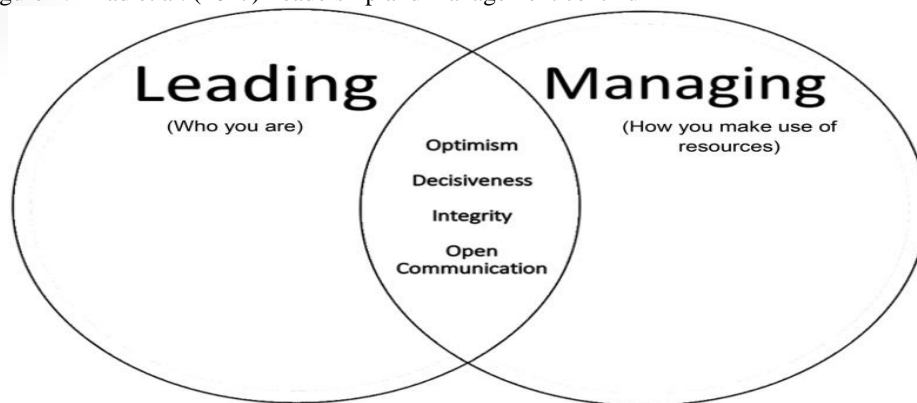 Leading
(Who you are)
Managing
(How you make use of
resources)
Optimism
Decisiveness
Integrity
Open
Communication